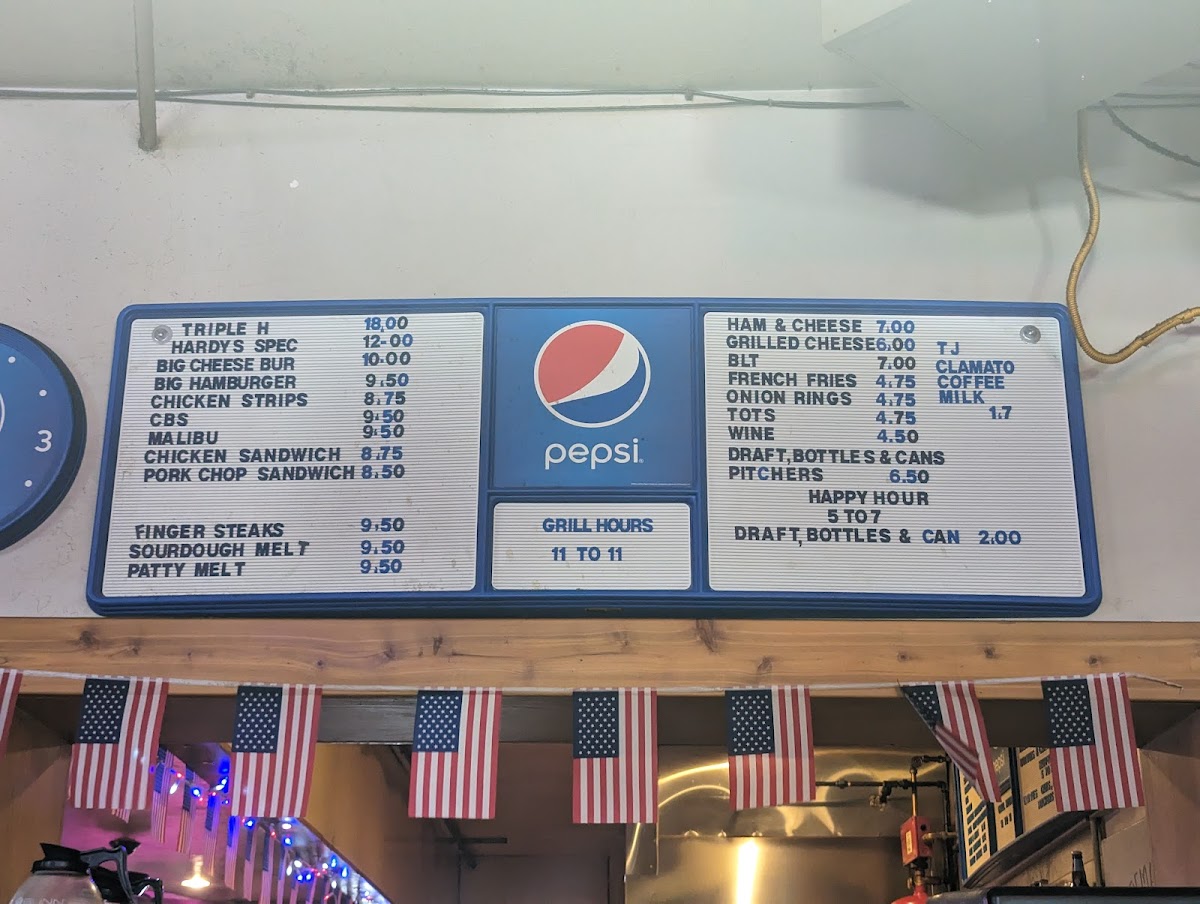 TRIPLE H 18.00
HARDYS SPEC 12-00
BIG CHEESE BUR 10.00
BIG HAMBURGER 9.50
CHICKEN STRIPS 8.75
CBS 9.50
MALIBU 9.50
CHICKEN SANDWICH 8.75
PORK CHOP SANDWICH 8.50
FINGER STEAKS 9.50
SOURDOUGH MELT 9.50
PATTY MELT 9.50
pepsi
GRILL HOURS
11 TO 11
HAM & CHEESE 7.00
GRILLED CHEESE 6.00
BLT 7.00
FRENCH FRIES 4.75
ONION RINGS 4.75
TOTS 4.75
WINE 4.50
DRAFT, BOTTLES & CANS
PITCHERS 6.50
HAPPY HOUR
5 TO 7
DRAFT, BOTTLES & CAN 2.00
TJ
CLAMATO
COFFEE
MILK
1.7
3